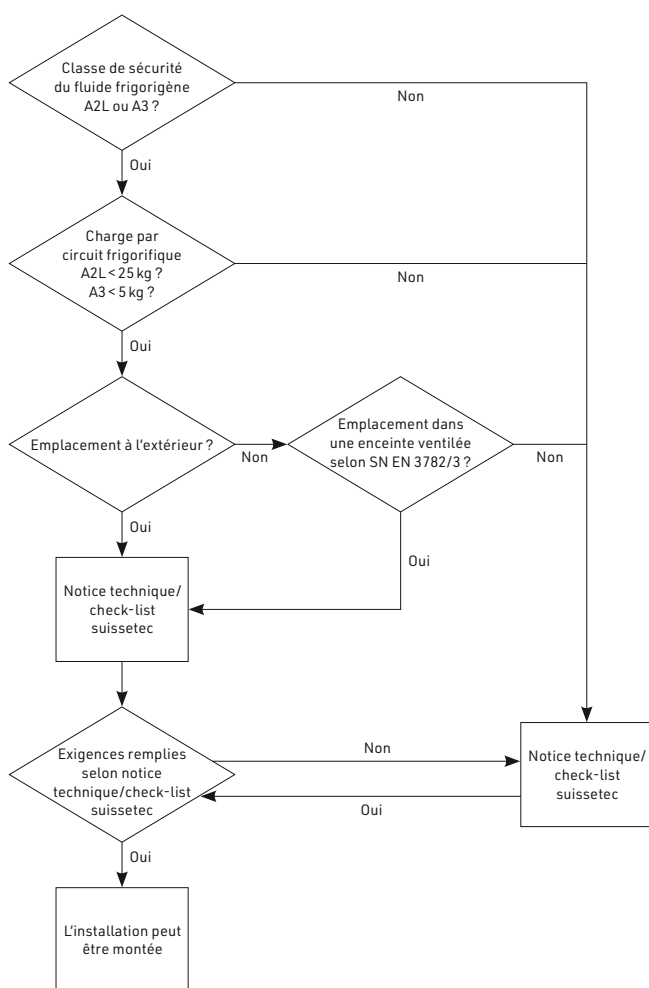 Classe de sécurité
du fluide frigorigène
A2L ou A3 ?
Non
Oui
Charge par
circuit frigorifique
A2L < 25 kg ?
A3 < 5 kg ?
Non
Oui
Emplacement à l'extérieur ?
Non
Emplacement dans
une enceinte ventilée
selon SN EN 3782/3 ?
Non
Oui
Oui
Notice technique/
check-list
suissetec
Exigences remplies
selon notice
technique/check-list
suissetec
Non
Oui
Notice technique/
check-list
suissetec
Oui
L'installation peut
être montée